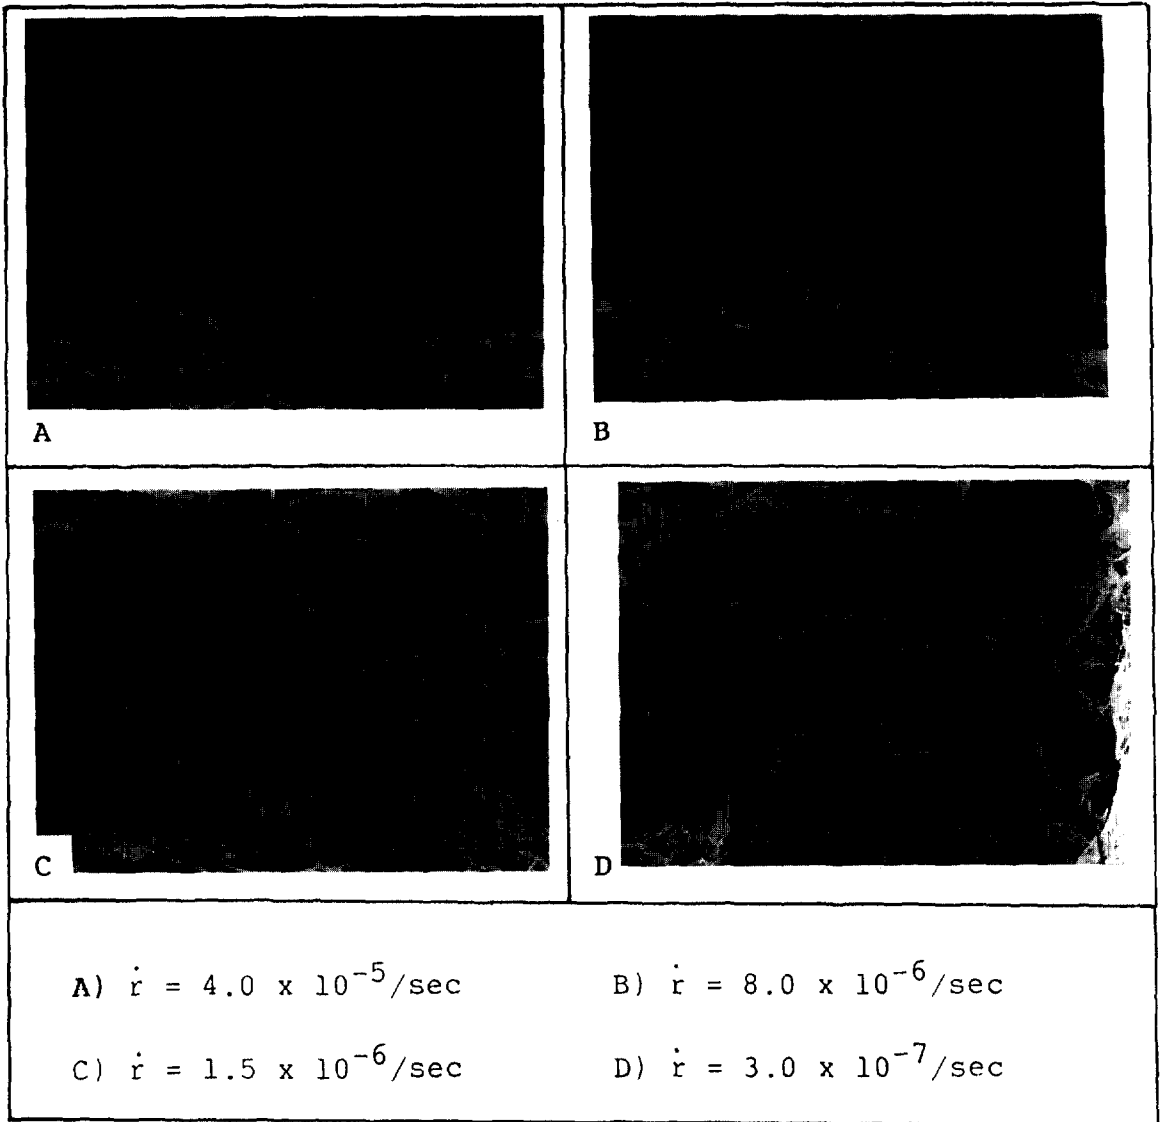 A
B
C
D
A) ṙ = 4.0 x 10⁻⁵/sec
B) ṙ = 8.0 x 10⁻⁶/sec
C) ṙ = 1.5 x 10⁻⁶/sec
D) ṙ = 3.0 x 10⁻⁷/sec